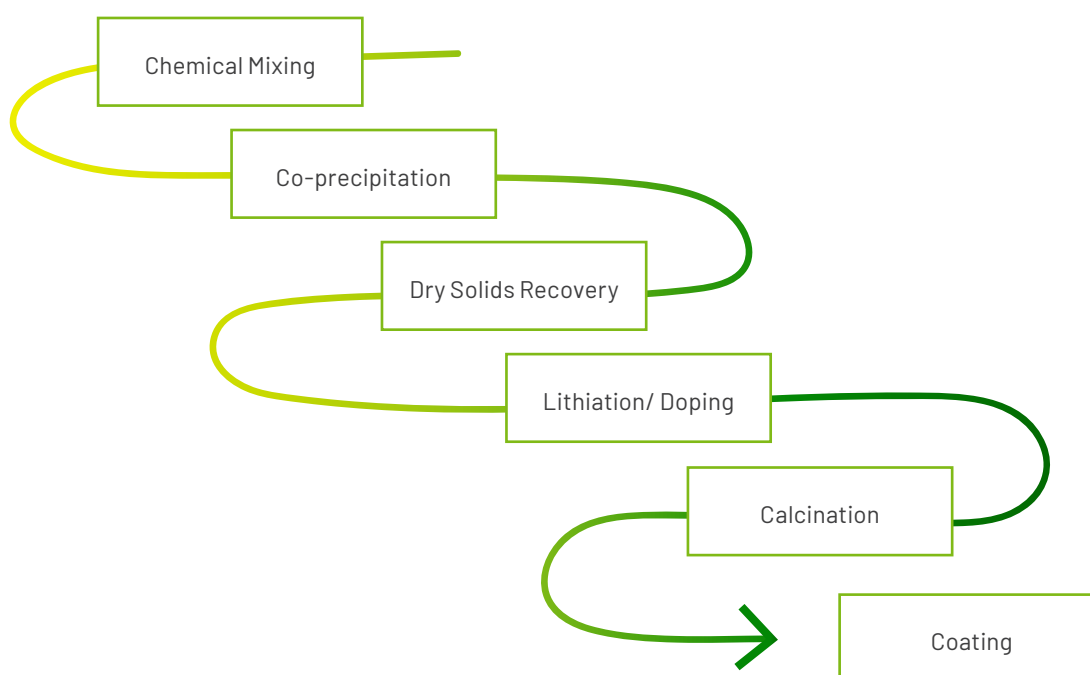 Chemical Mixing
Co-precipitation
Dry Solids Recovery
Lithiation/ Doping
Calcination
Coating